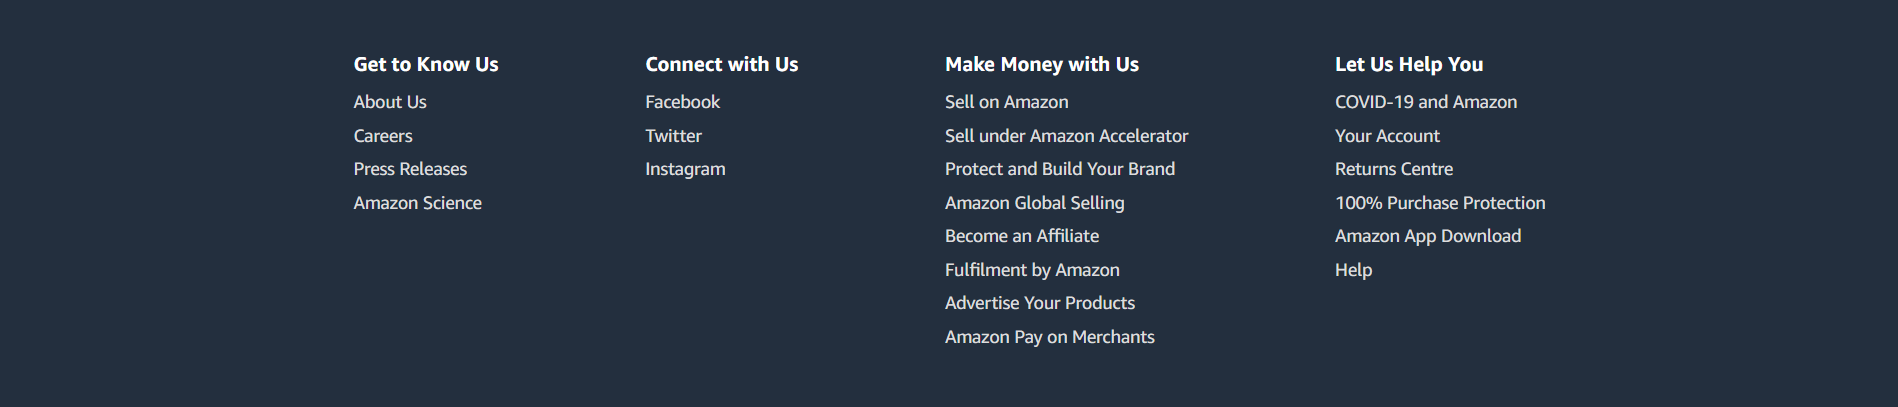 Get to Know Us
About Us
Careers
Press Releases
Amazon Science
Connect with Us
Facebook
Twitter
Instagram
Make Money with Us
Sell on Amazon
Sell under Amazon Accelerator
Protect and Build Your Brand
Amazon Global Selling
Become an Affiliate
Fulfilment by Amazon
Advertise Your Products
Amazon Pay on Merchants
Let Us Help You
COVID-19 and Amazon
Your Account
Returns Centre
100% Purchase Protection
Amazon App Download
Help